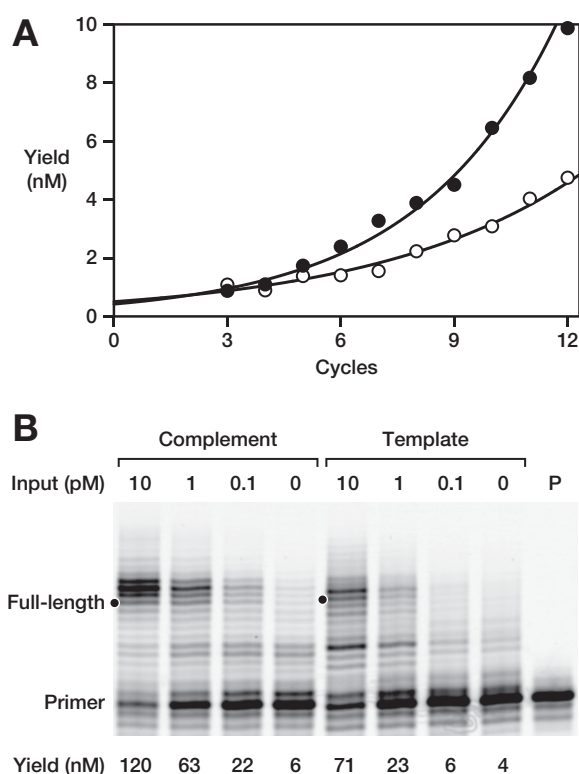 A
10
8
6
4
2
0
Yield
(nM)
0 3 6 9 12
Cycles
B
Complement Template
Input (pM) 10 1 0.1 0 10 1 0.1 0 P
Full-length
Primer
Yield (nM) 120 63 22 6 71 23 6 4